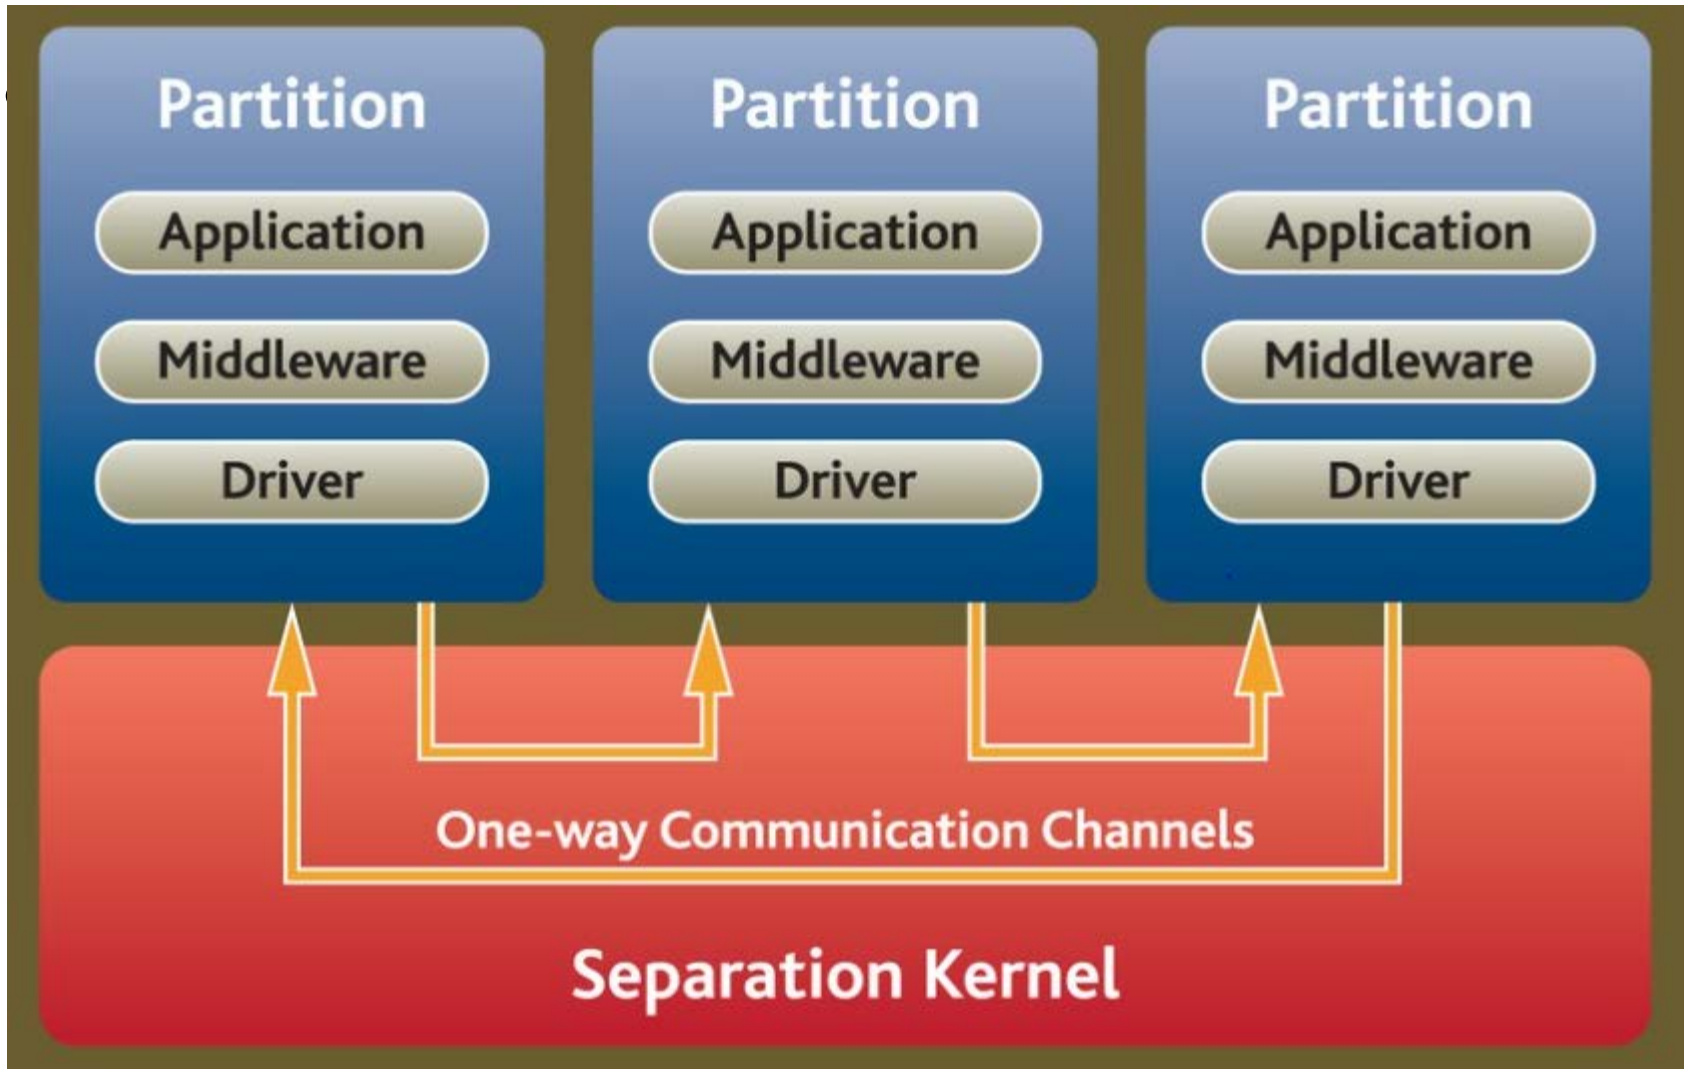 Partition
Application
Middleware
Driver
Partition
Application
Middleware
Driver
Partition
Application
Middleware
Driver
One-way Communication Channels
Separation Kernel